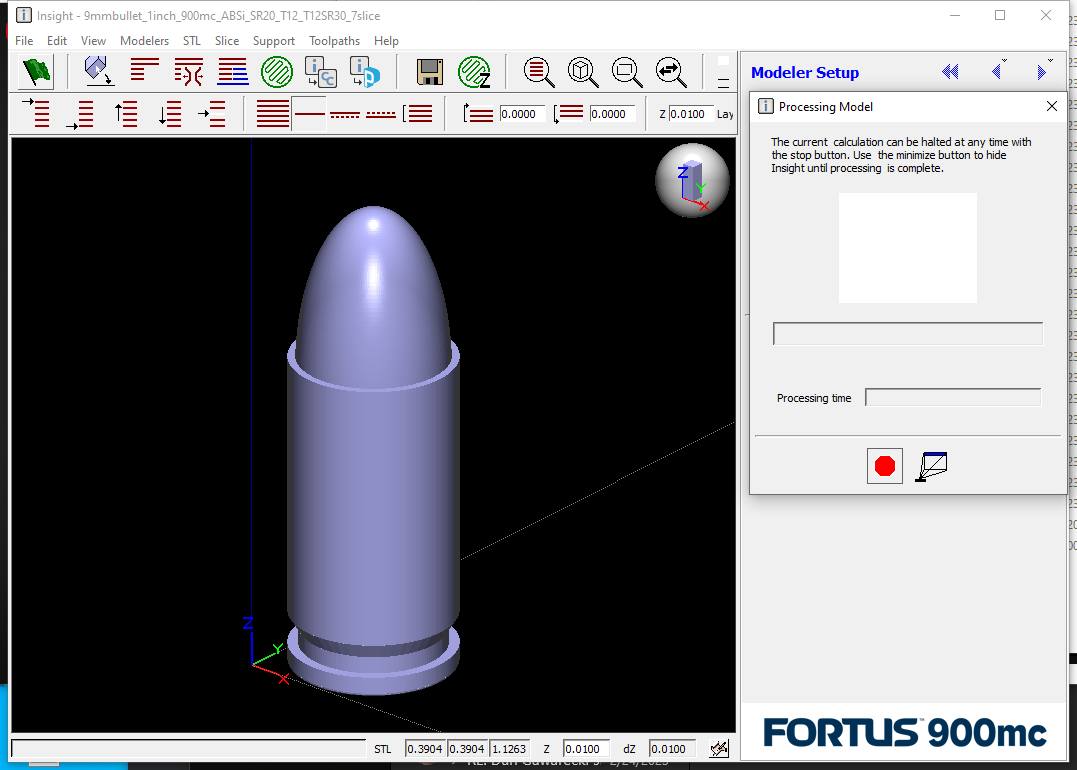 Insight - 9mmbullet_1inch_900mc_ABSi_SR20_T12_T12SR30_7slice
File Edit View Modelers STL Slice Support Toolpaths Help
Modeler Setup
0.0000 0.0000 Z 0.0100 Lay
Processing Model
The current calculation can be halted at any time with
the stop button. Use the minimize button to hide
Insight until processing is complete.
Processing time
Z
Y
X
Z
Y
X
FORTUS™ 900mc
STL 0.3904 0.3904 1.1263 Z 0.0100 dZ 0.0100